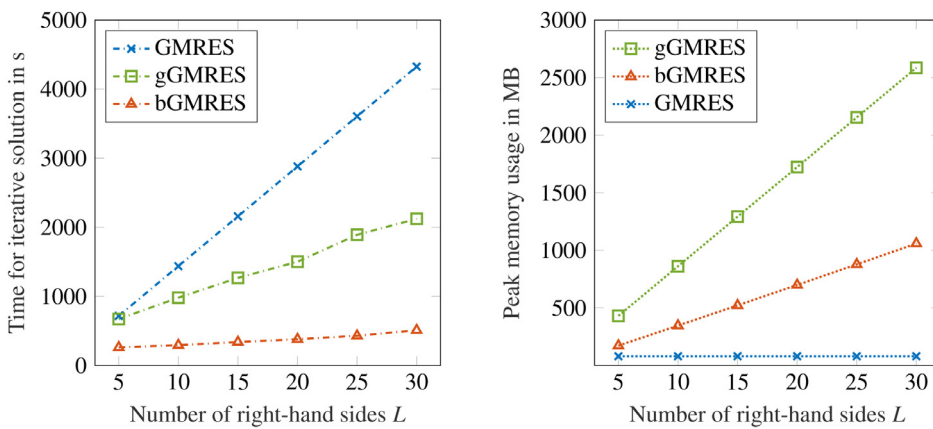 Time for iterative solution in s
5000
4000
3000
2000
1000
0
GMRES
gGMRES
bGMRES
5 10 15 20 25 30
Number of right-hand sides L
Peak memory usage in MB
3000
2500
2000
1500
1000
500
gGMRES
bGMRES
GMRES
5 10 15 20 25 30
Number of right-hand sides L